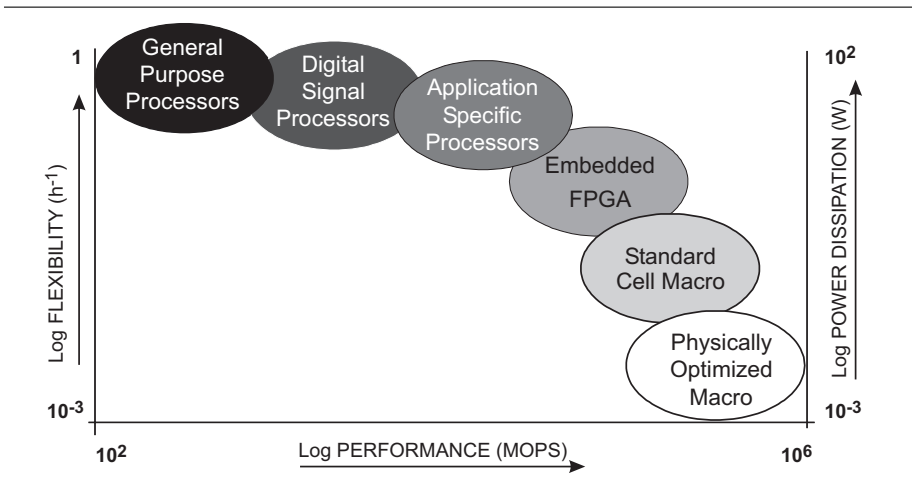 1
General
Purpose
Processors
Digital
Signal
Processors
Application
Specific
Processors
Embedded
FPGA
Standard
Cell Macro
Physically
Optimized
Macro
10²
Log FLEXIBILITY (h⁻¹)
Log POWER DISSIPATION (W)
10⁻³
10⁻³
10²
Log PERFORMANCE (MOPS)
10⁶